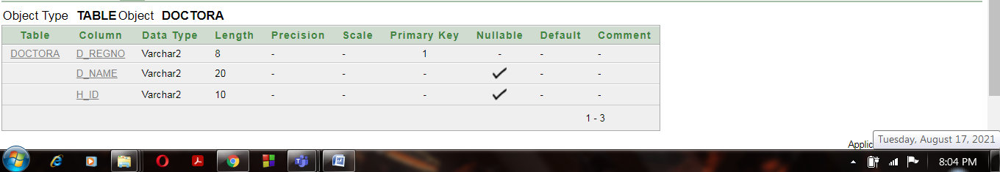 Object Type TABLE Object DOCTORA
Table Column Data Type Length Precision Scale Primary Key Nullable Default Comment
DOCTORA D_REGNO Varchar2 8 - - 1 - - -
D_NAME Varchar2 20 - - - - -
H_ID Varchar2 10 - - - - -
1 - 3
Applic
Tuesday, August 17, 2021
8:04 PM